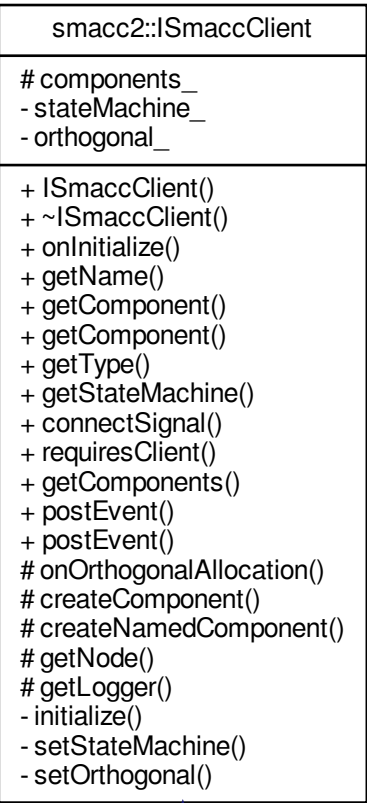 smacc2::ISmaccClient
# components_
- stateMachine_
- orthogonal_
+ ISmaccClient()
+ ~ISmaccClient()
+ onInitialize()
+ getName()
+ getComponent()
+ getComponent()
+ getType()
+ getStateMachine()
+ connectSignal()
+ requiresClient()
+ getComponents()
+ postEvent()
+ postEvent()
# onOrthogonalAllocation()
# createComponent()
# createNamedComponent()
# getNode()
# getLogger()
- initialize()
- setStateMachine()
- setOrthogonal()